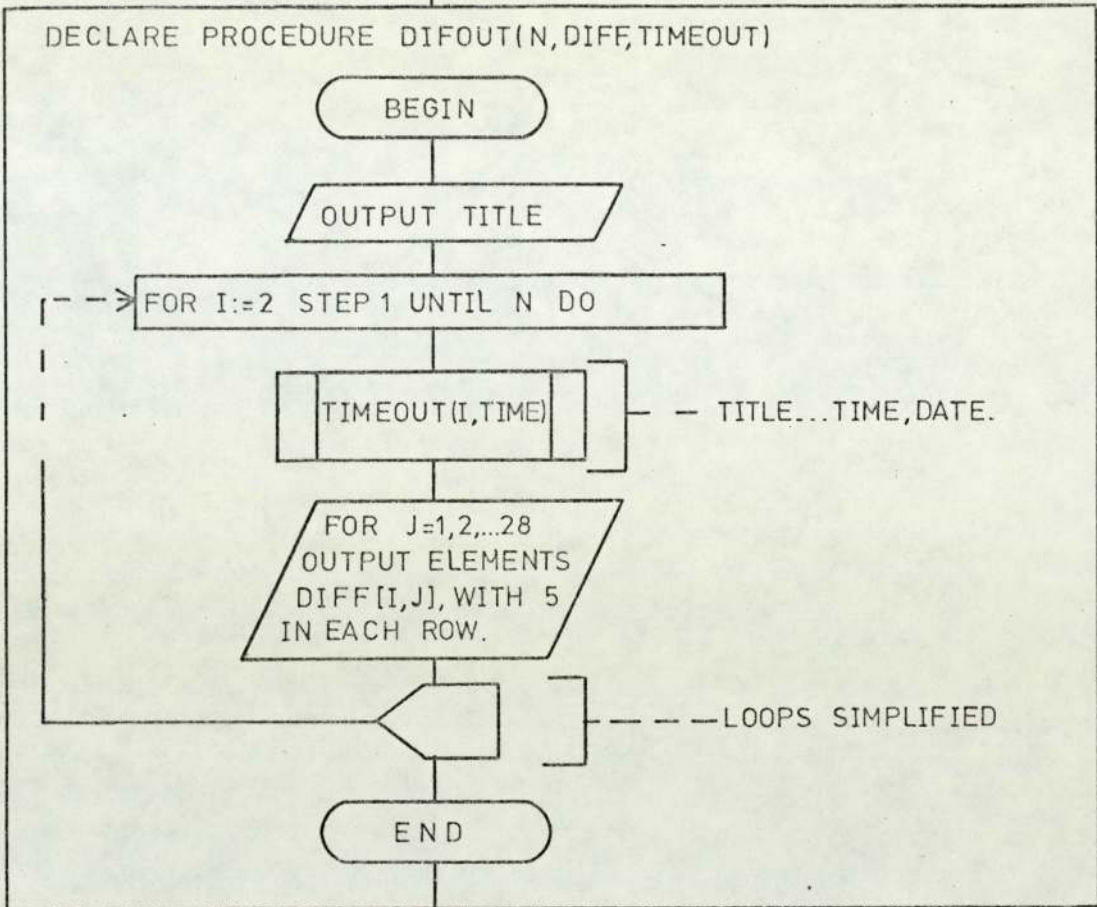 DECLARE PROCEDURE DIFOUT(N,DIFF,TIMEOUT)
BEGIN
OUTPUT TITLE
FOR I:=2 STEP 1 UNTIL N DO
TIMEOUT(I,TIME)
TITLE...TIME,DATE.
FOR J=1,2,...28
OUTPUT ELEMENTS
DIFF[I,J], WITH 5
IN EACH ROW.
LOOPS SIMPLIFIED
END